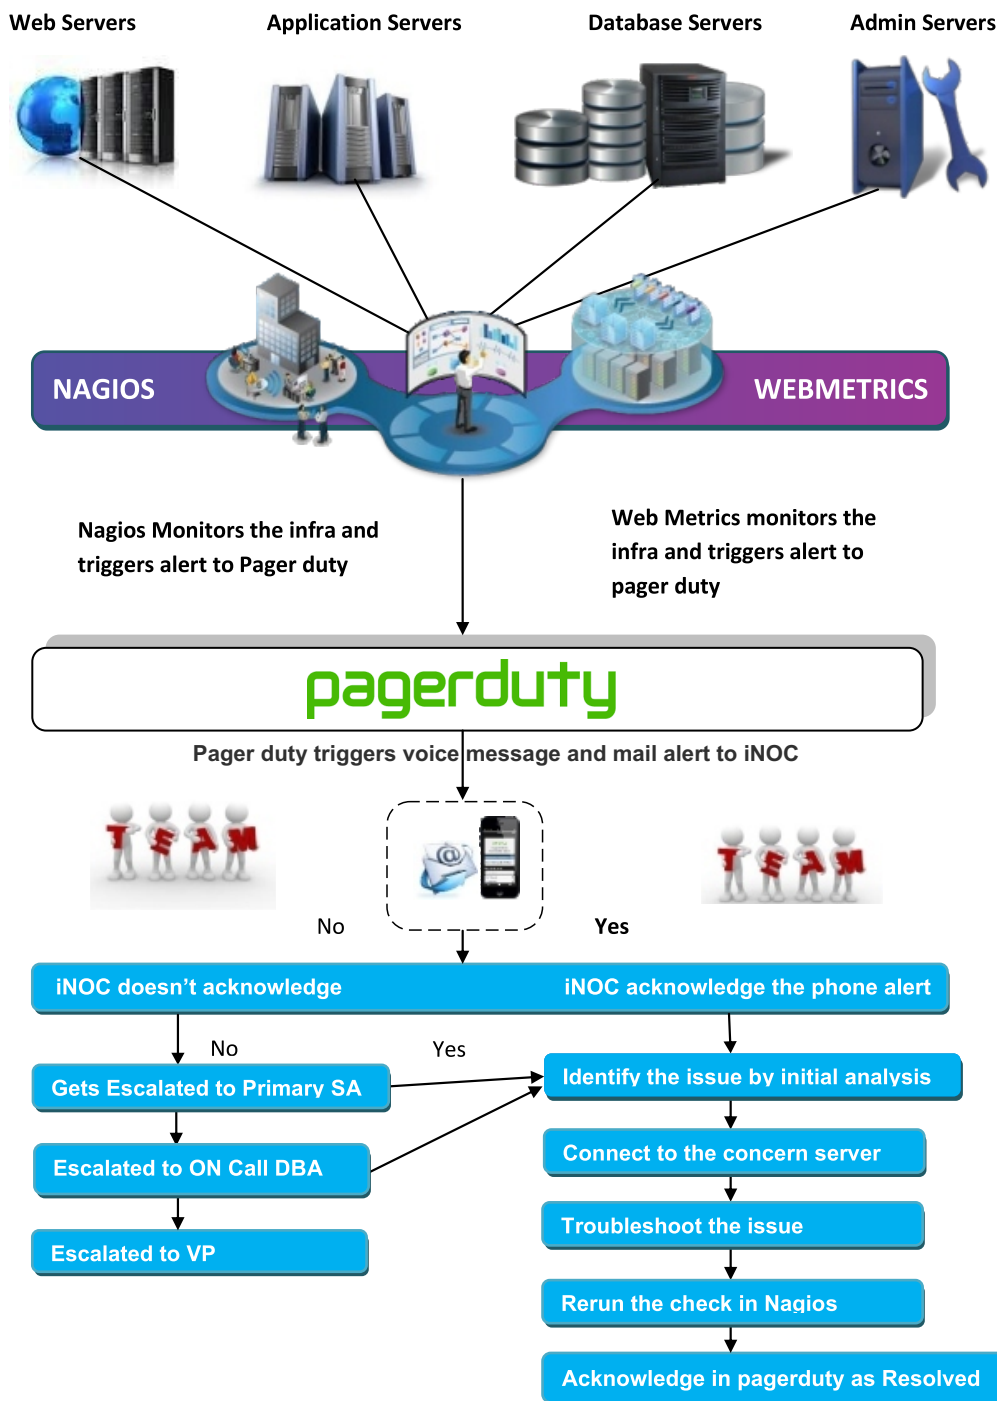 Web Servers
Application Servers
Database Servers
Admin Servers
NAGIOS
WEBMETRICS
Nagios Monitors the infra and
triggers alert to Pager duty
Web Metrics monitors the
infra and triggers alert to
pager duty
pagerduty
Pager duty triggers voice message and mail alert to iNOC
TEAM
TEAM
No
Yes
iNOC doesn't acknowledge
iNOC acknowledge the phone alert
No
Yes
Gets Escalated to Primary SA
Identify the issue by initial analysis
Escalated to ON Call DBA
Connect to the concern server
Troubleshoot the issue
Escalated to VP
Rerun the check in Nagios
Acknowledge in pagerduty as Resolved